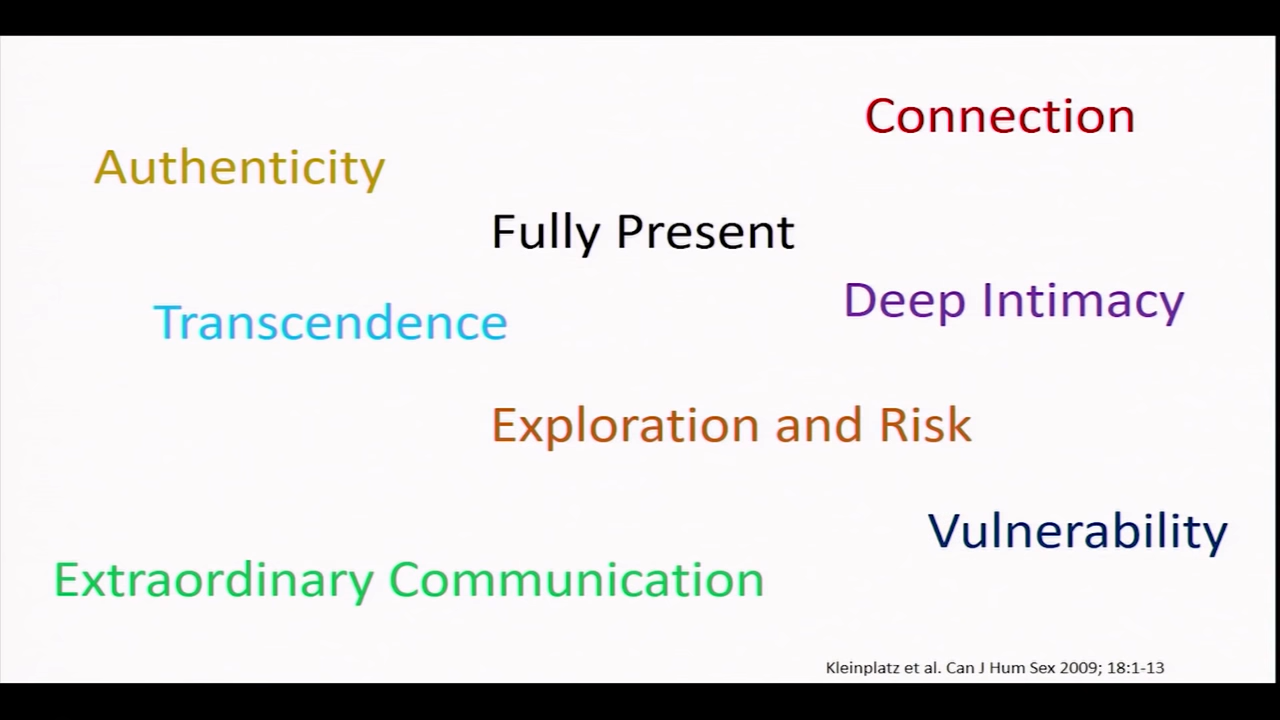 Connection
Authenticity
Fully Present
Deep Intimacy
Transcendence
Exploration and Risk
Vulnerability
Extraordinary Communication
Kleinplatz et al. Can J Hum Sex 2009; 18:1-13